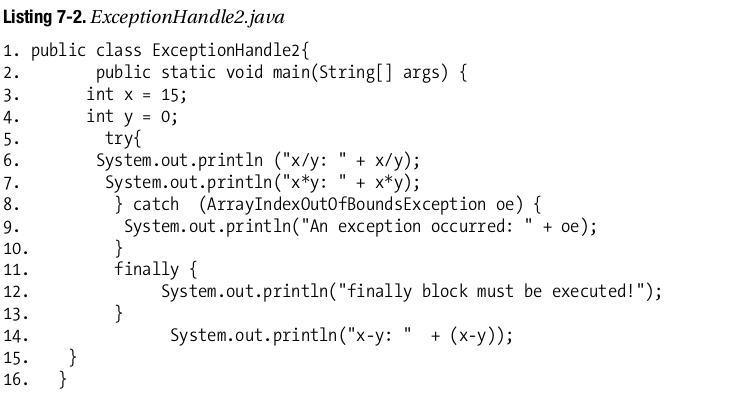 Listing 7-2. ExceptionHandle2.java
1. public class ExceptionHandle2{
2.        public static void main(String[] args) {
3.       int x = 15;
4.       int y = 0;
5.         try{
6.        System.out.println ("x/y: " + x/y);
7.         System.out.println("x*y: " + x*y);
8.          } catch  (ArrayIndexOutOfBoundsException oe) {
9.           System.out.println("An exception occurred: " + oe);
10.         }
11.         finally {
12.              System.out.println("finally block must be executed!");
13.         }
14.               System.out.println("x-y: "  + (x-y));
15.    }
16.   }